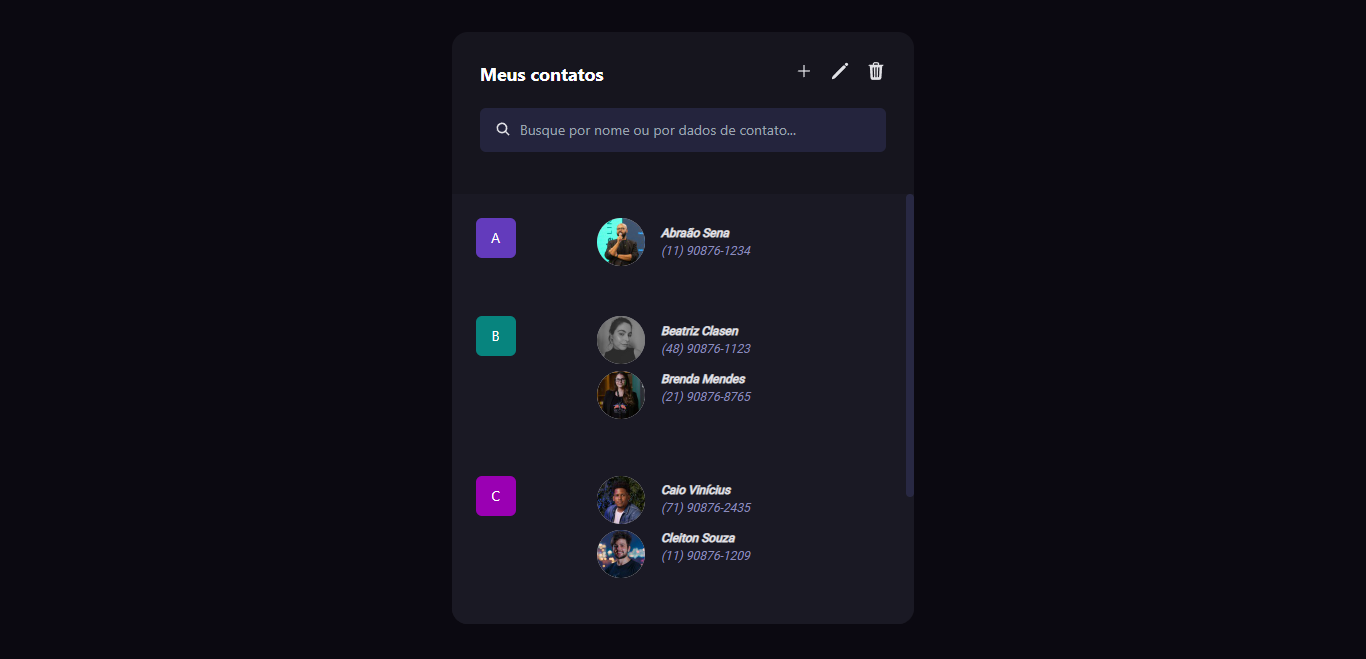 Meus contatos
Busque por nome ou por dados de contato...
A
Abraão Sena
(11) 90876-1234
B
Beatriz Clasen
(48) 90876-1123
Brenda Mendes
(21) 90876-8765
C
Caio Vinícius
(71) 90876-2435
Cleiton Souza
(11) 90876-1209